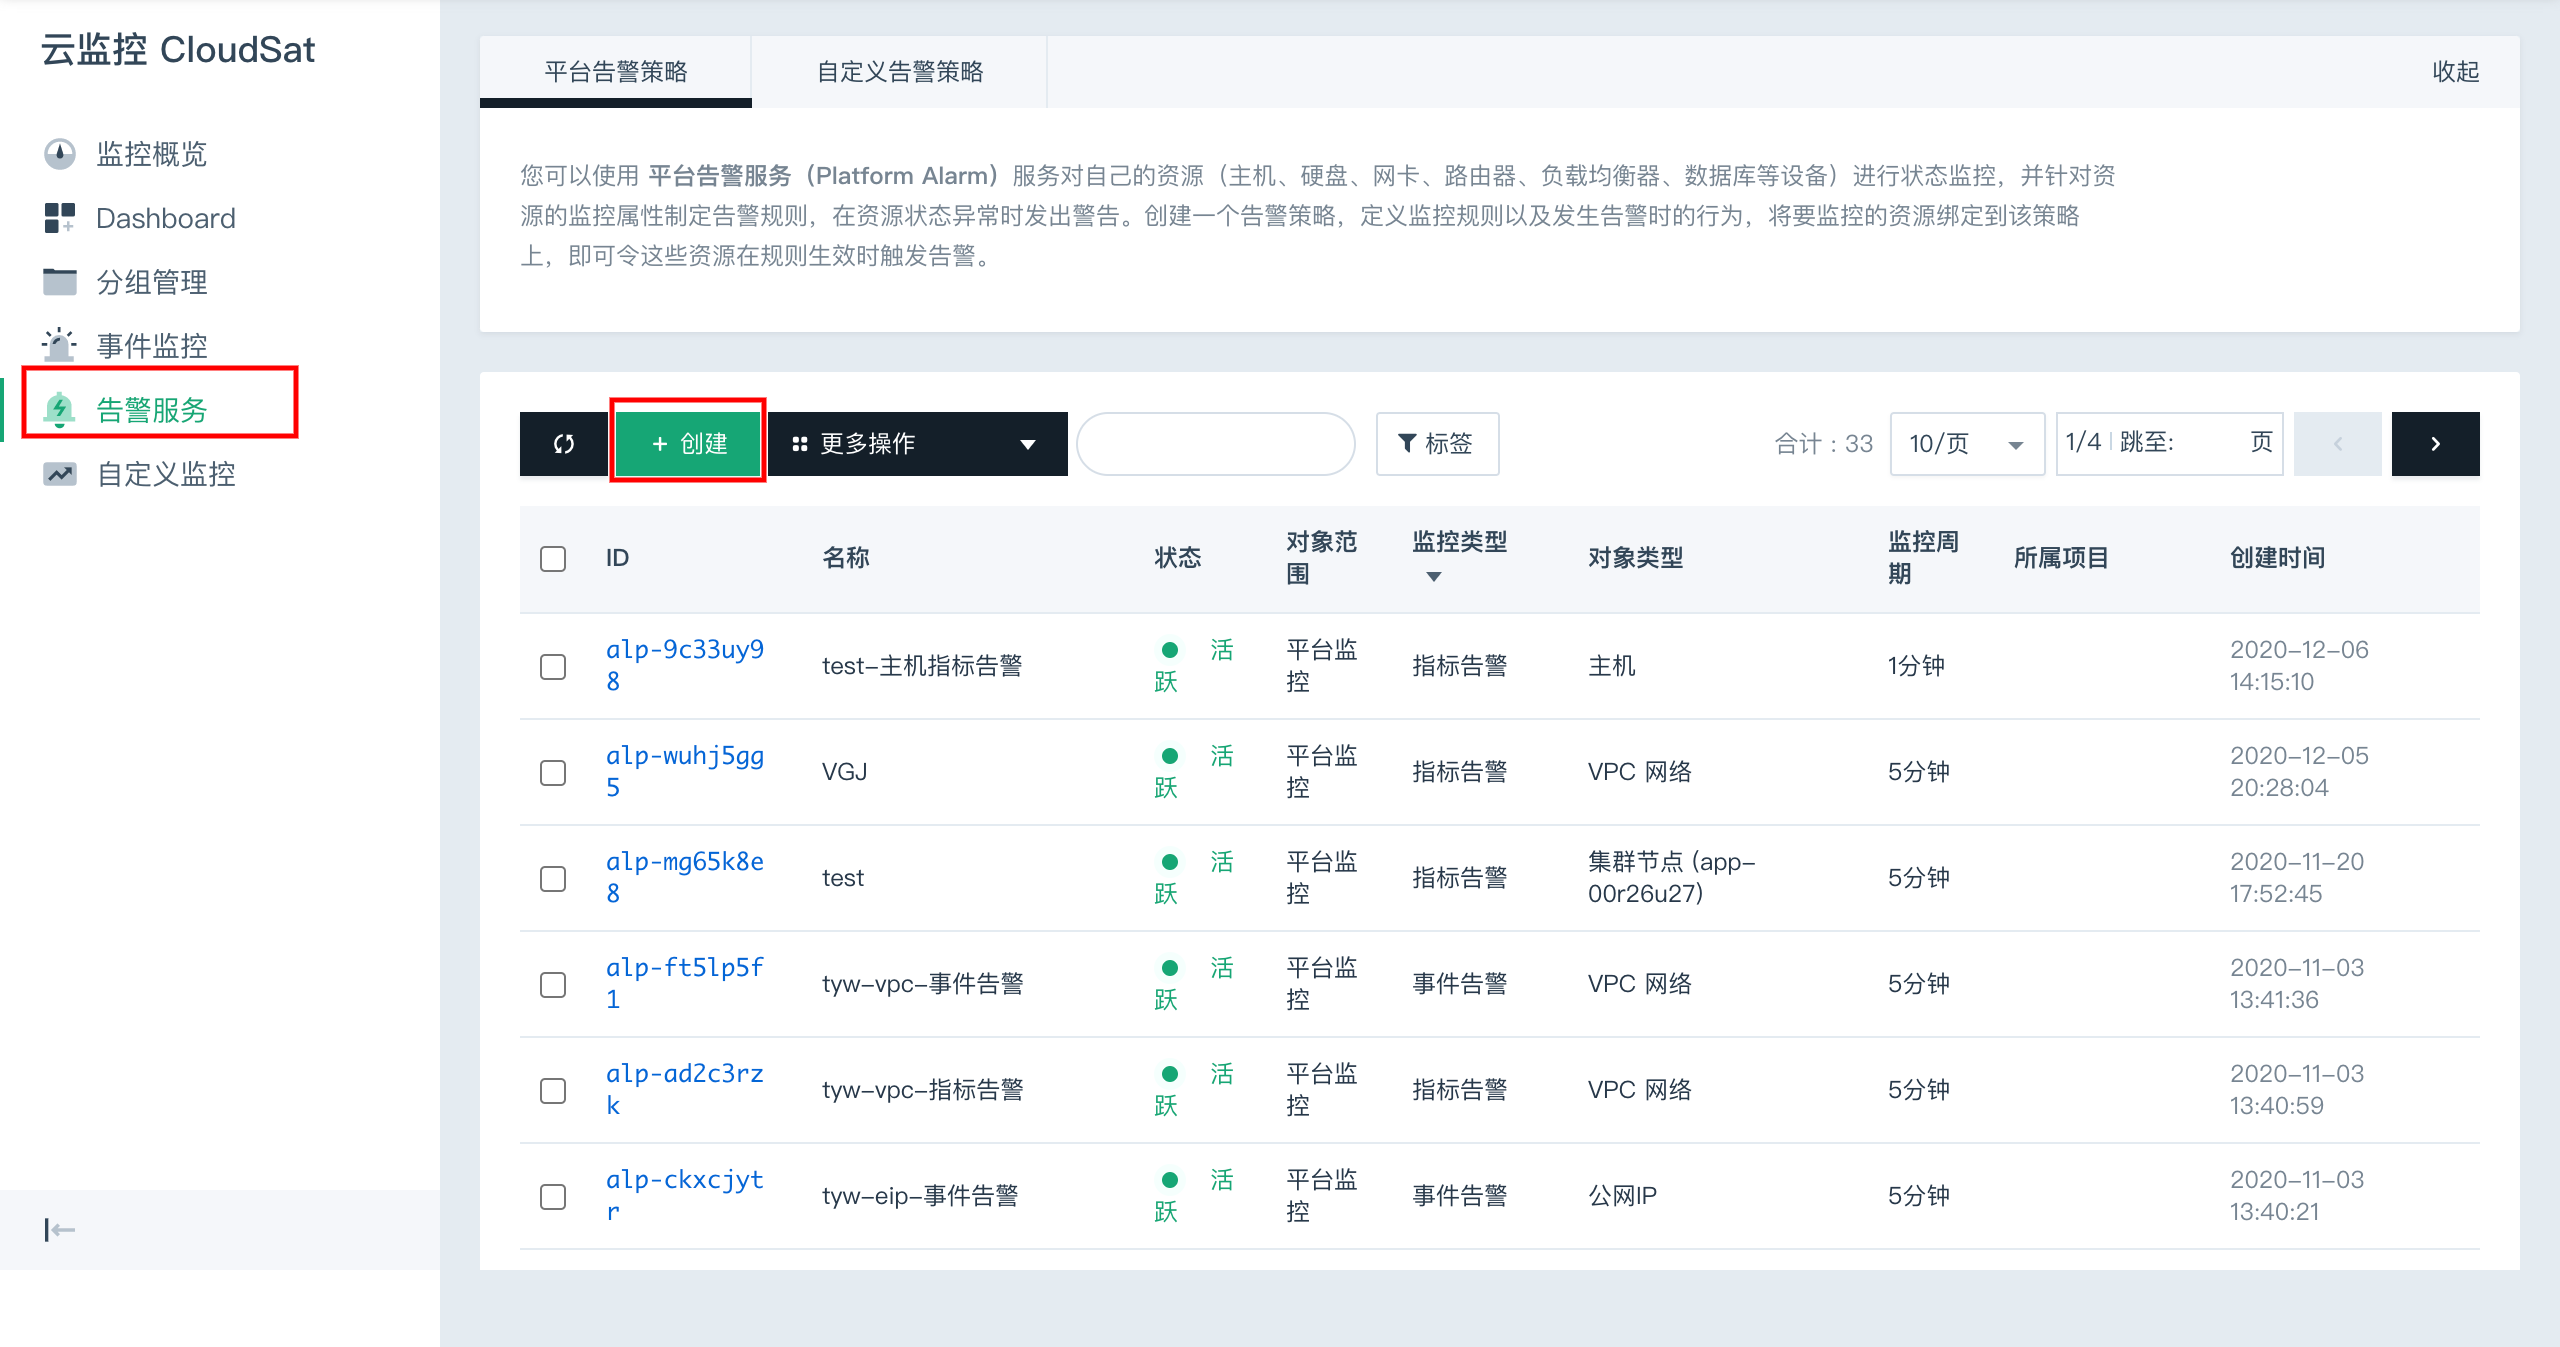 云监控 CloudSat
监控概览
Dashboard
分组管理
事件监控
告警服务
自定义监控
平台告警策略 自定义告警策略 收起
您可以使用 平台告警服务（Platform Alarm）服务对自己的资源（主机、硬盘、网卡、路由器、负载均衡器、数据库等设备）进行状态监控，并针对资
源的监控属性制定告警规则，在资源状态异常时发出警告。创建一个告警策略，定义监控规则以及发生告警时的行为，将要监控的资源绑定到该策略
上，即可令这些资源在规则生效时触发告警。
+ 创建 更多操作 标签 合计：33 10/页 1/4 跳至: 页
ID 名称 状态 对象范围 监控类型 对象类型 监控周期 所属项目 创建时间
alp-9c33uy98 test-主机指标告警 活跃 平台监控 指标告警 主机 1分钟 2020-12-06 14:15:10
alp-wuhj5gg5 VGJ 活跃 平台监控 指标告警 VPC 网络 5分钟 2020-12-05 20:28:04
alp-mg65k8e8 test 活跃 平台监控 指标告警 集群节点 (app-00r26u27) 5分钟 2020-11-20 17:52:45
alp-ft5lp5f1 tyw-vpc-事件告警 活跃 平台监控 事件告警 VPC 网络 5分钟 2020-11-03 13:41:36
alp-ad2c3rzk tyw-vpc-指标告警 活跃 平台监控 指标告警 VPC 网络 5分钟 2020-11-03 13:40:59
alp-ckxcjytr tyw-eip-事件告警 活跃 平台监控 事件告警 公网IP 5分钟 2020-11-03 13:40:21